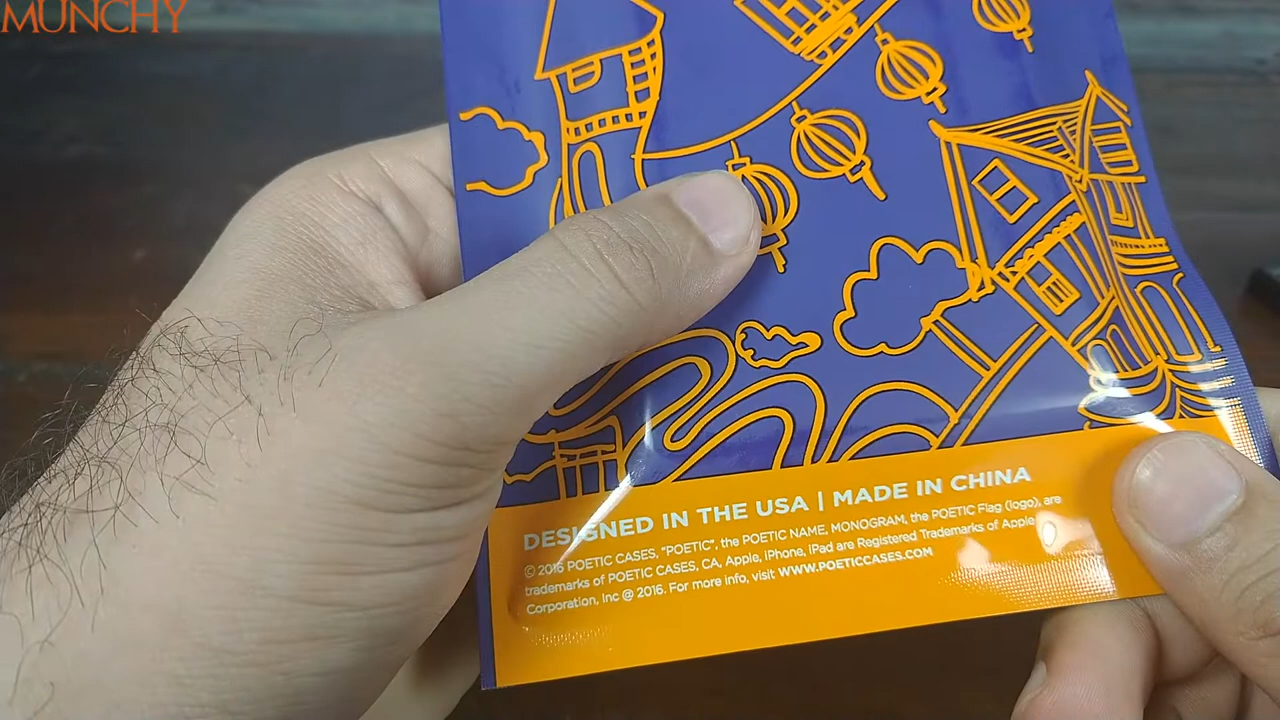 MUNCHY
DESIGNED IN THE USA | MADE IN CHINA
© 2016 POETIC CASES, "POETIC", the POETIC NAME, MONOGRAM, the POETIC Flag (logo), are
trademarks of POETIC CASES, CA, Apple, iPhone, iPad are Registered Trademarks of Apple
Corporation, Inc @ 2016. For more info, visit WWW.POETICCASES.COM